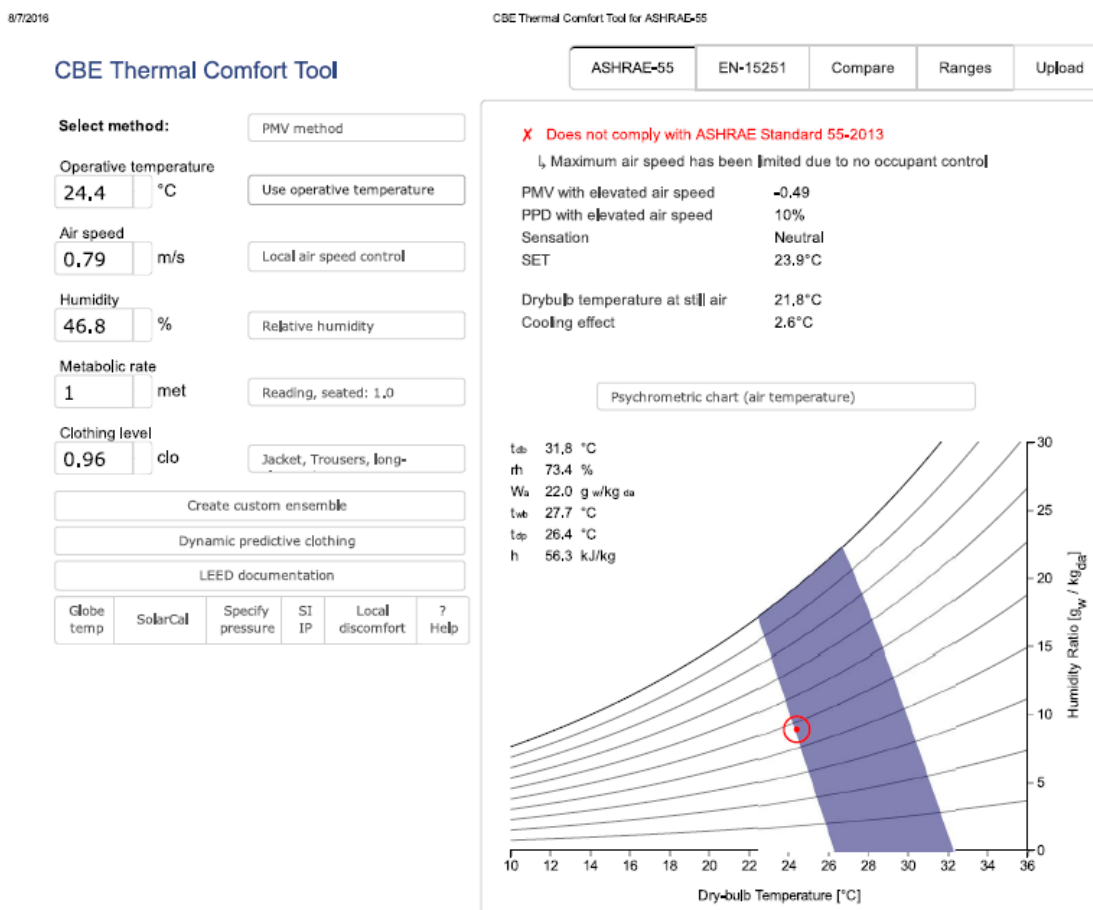 8/7/2016
CBE Thermal Comfort Tool for ASHRAE-55
CBE Thermal Comfort Tool
ASHRAE-55 EN-15251 Compare Ranges Upload
Select method:
PMV method
Operative temperature
24.4 °C
Use operative temperature
Air speed
0.79 m/s
Local air speed control
Humidity
46.8 %
Relative humidity
Metabolic rate
1 met
Reading, seated: 1.0
Clothing level
0.96 clo
Jacket, Trousers, long-
Create custom ensemble
Dynamic predictive clothing
LEED documentation
Globe temp
SolarCal
Specify pressure
SI IP
Local discomfort
? Help
✗ Does not comply with ASHRAE Standard 55-2013
↳ Maximum air speed has been limited due to no occupant control
PMV with elevated air speed -0.49
PPD with elevated air speed 10%
Sensation Neutral
SET 23.9°C
Drybulb temperature at still air 21.8°C
Cooling effect 2.6°C
Psychrometric chart (air temperature)
tdb 31.8 °C
rh 73.4 %
Wa 22.0 g w/kg da
twb 27.7 °C
tdp 26.4 °C
h 56.3 kJ/kg
30
25
20
15
10
5
0
Humidity Ratio [gw / kgda]
10 12 14 16 18 20 22 24 26 28 30 32 34 36
Dry-bulb Temperature [°C]